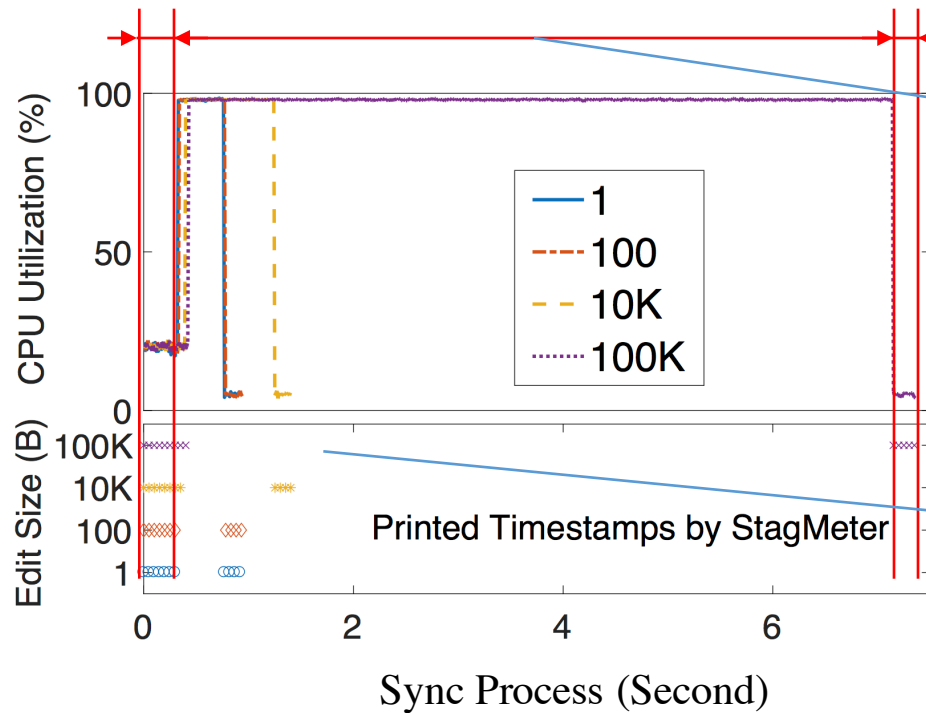 CPU Utilization (%)
100
50
0
1
100
10K
100K
Edit Size (B)
100K
10K
100
1
Printed Timestamps by StagMeter
0 2 4 6
Sync Process (Second)